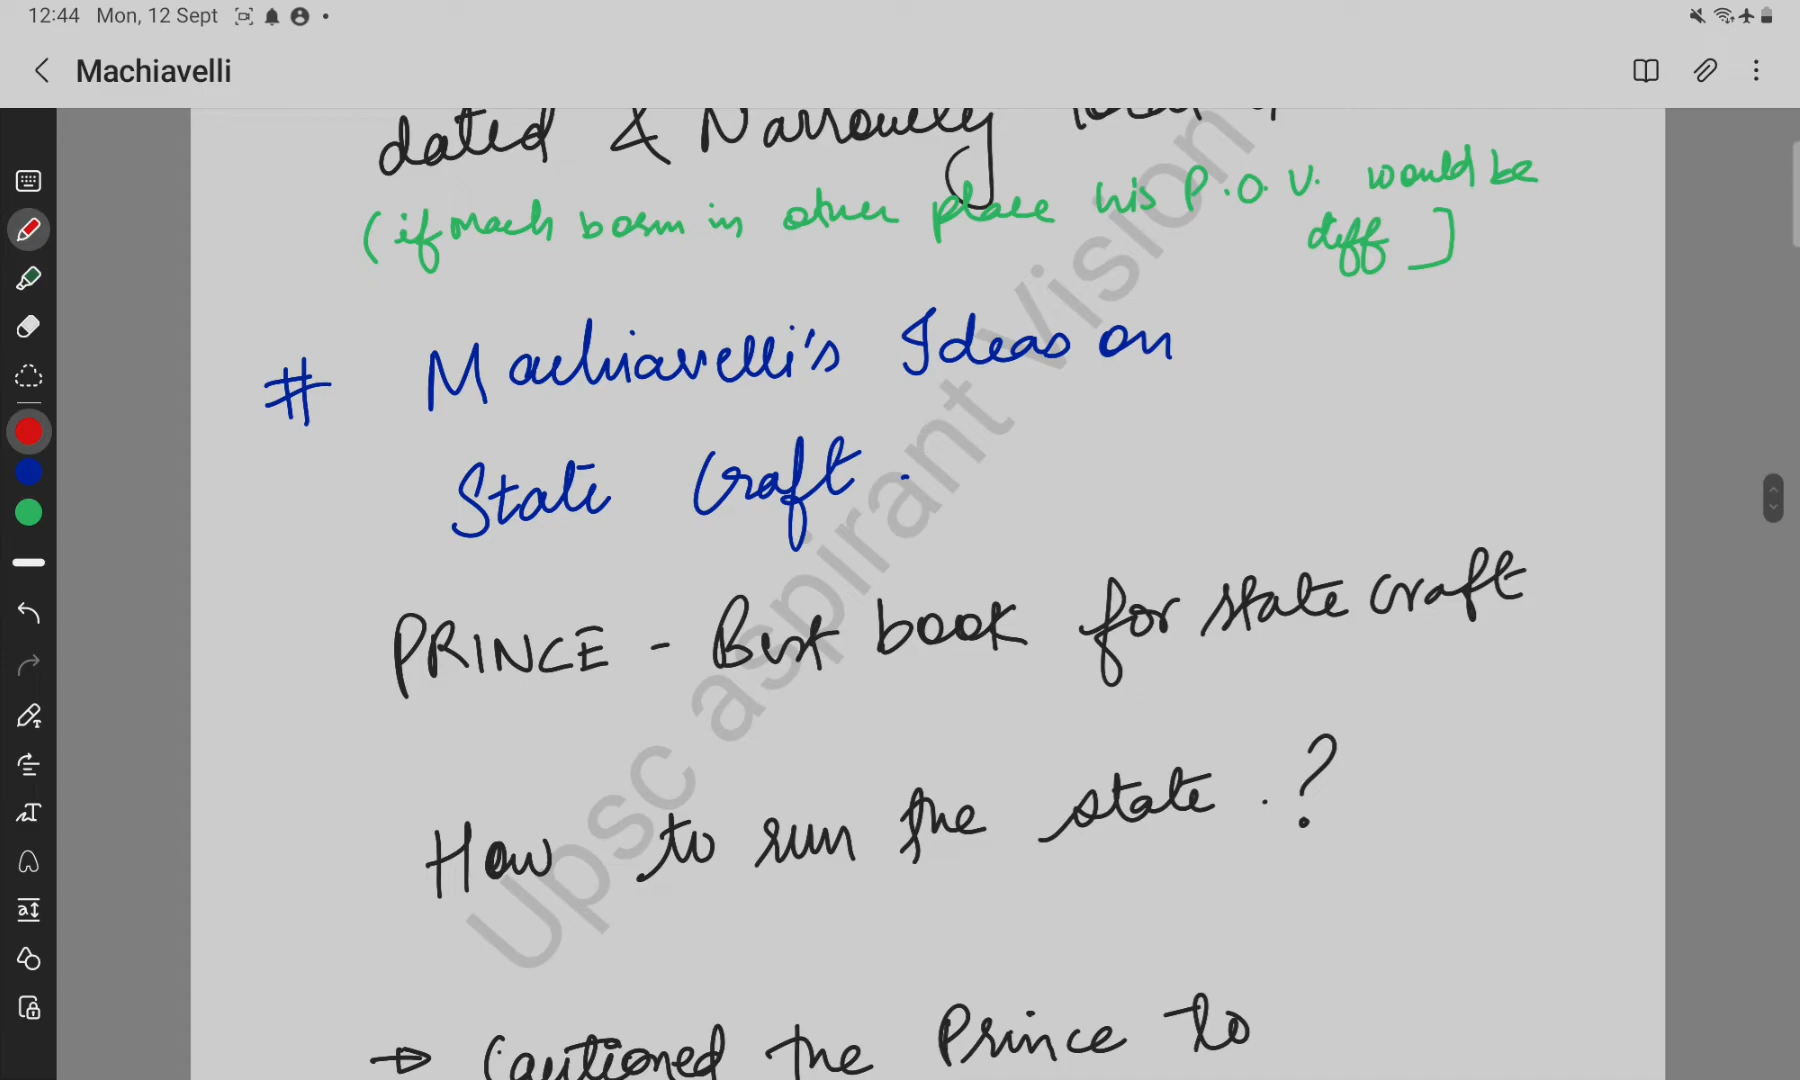 12:44 Mon, 12 Sept
Machiavelli
dated & Narrowly
(if Mach born in other place his P.O.V. would be
diff ]
# Machiavelli's Ideas on
State Craft.
PRINCE - Best book for state craft
How to run the state . ?
→ Cautioned the Prince to
Upsc aspirant Vision